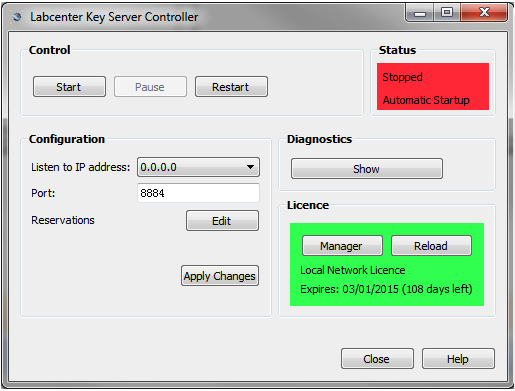 Labcenter Key Server Controller
Control
Start Pause Restart
Status
Stopped
Automatic Startup
Configuration
Listen to IP address: 0.0.0.0
Port: 8884
Reservations Edit
Apply Changes
Diagnostics
Show
Licence
Manager Reload
Local Network Licence
Expires: 03/01/2015 (108 days left)
Close Help